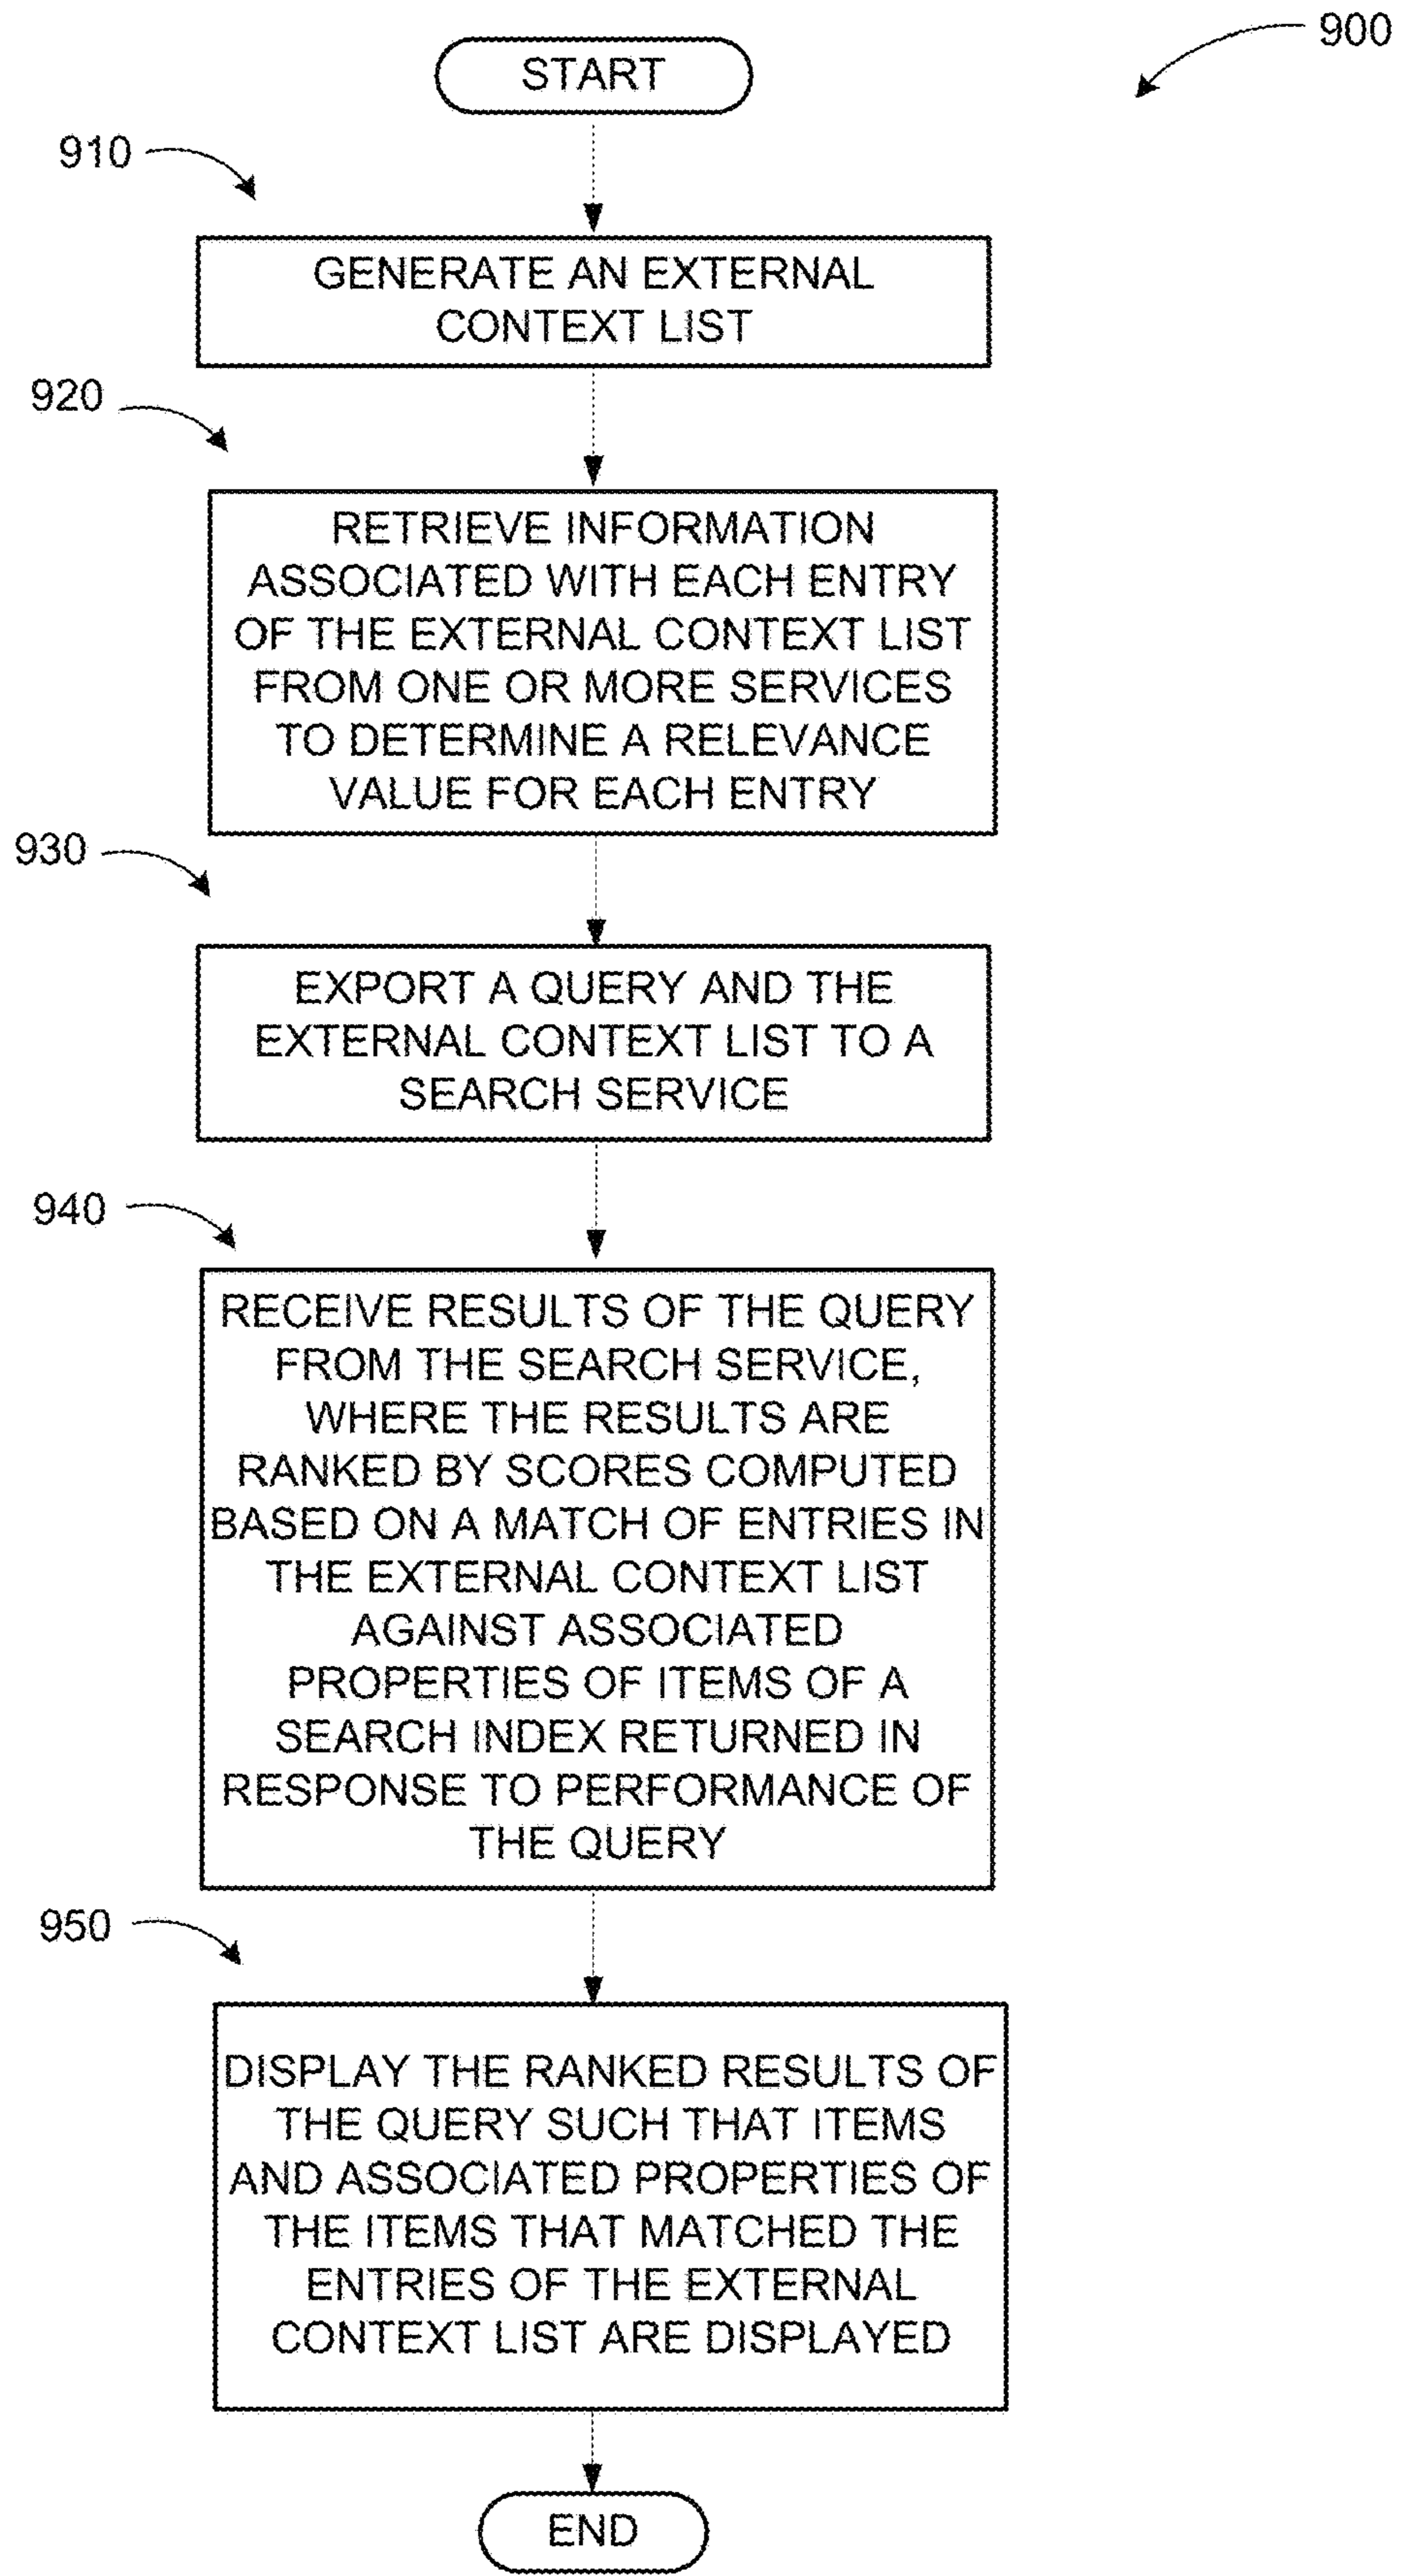 900
START
910
GENERATE AN EXTERNAL
CONTEXT LIST
920
RETRIEVE INFORMATION
ASSOCIATED WITH EACH ENTRY
OF THE EXTERNAL CONTEXT LIST
FROM ONE OR MORE SERVICES
TO DETERMINE A RELEVANCE
VALUE FOR EACH ENTRY
930
EXPORT A QUERY AND THE
EXTERNAL CONTEXT LIST TO A
SEARCH SERVICE
940
RECEIVE RESULTS OF THE QUERY
FROM THE SEARCH SERVICE,
WHERE THE RESULTS ARE
RANKED BY SCORES COMPUTED
BASED ON A MATCH OF ENTRIES IN
THE EXTERNAL CONTEXT LIST
AGAINST ASSOCIATED
PROPERTIES OF ITEMS OF A
SEARCH INDEX RETURNED IN
RESPONSE TO PERFORMANCE OF
THE QUERY
950
DISPLAY THE RANKED RESULTS OF
THE QUERY SUCH THAT ITEMS
AND ASSOCIATED PROPERTIES OF
THE ITEMS THAT MATCHED THE
ENTRIES OF THE EXTERNAL
CONTEXT LIST ARE DISPLAYED
END